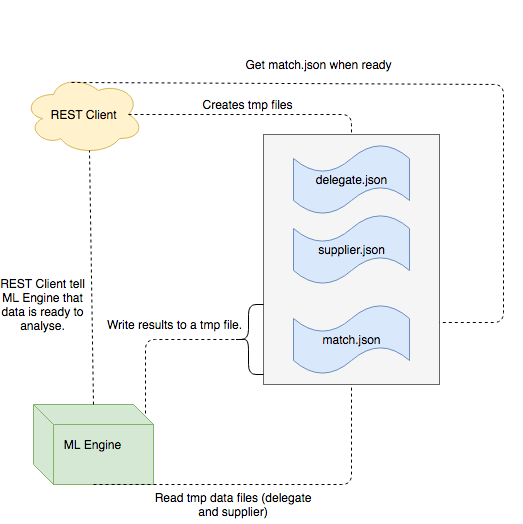 Get match.json when ready
REST Client
Creates tmp files
delegate.json
supplier.json
REST Client tell
ML Engine that
data is ready to
analyse.
Write results to a tmp file.
match.json
ML Engine
Read tmp data files (delegate
and supplier)